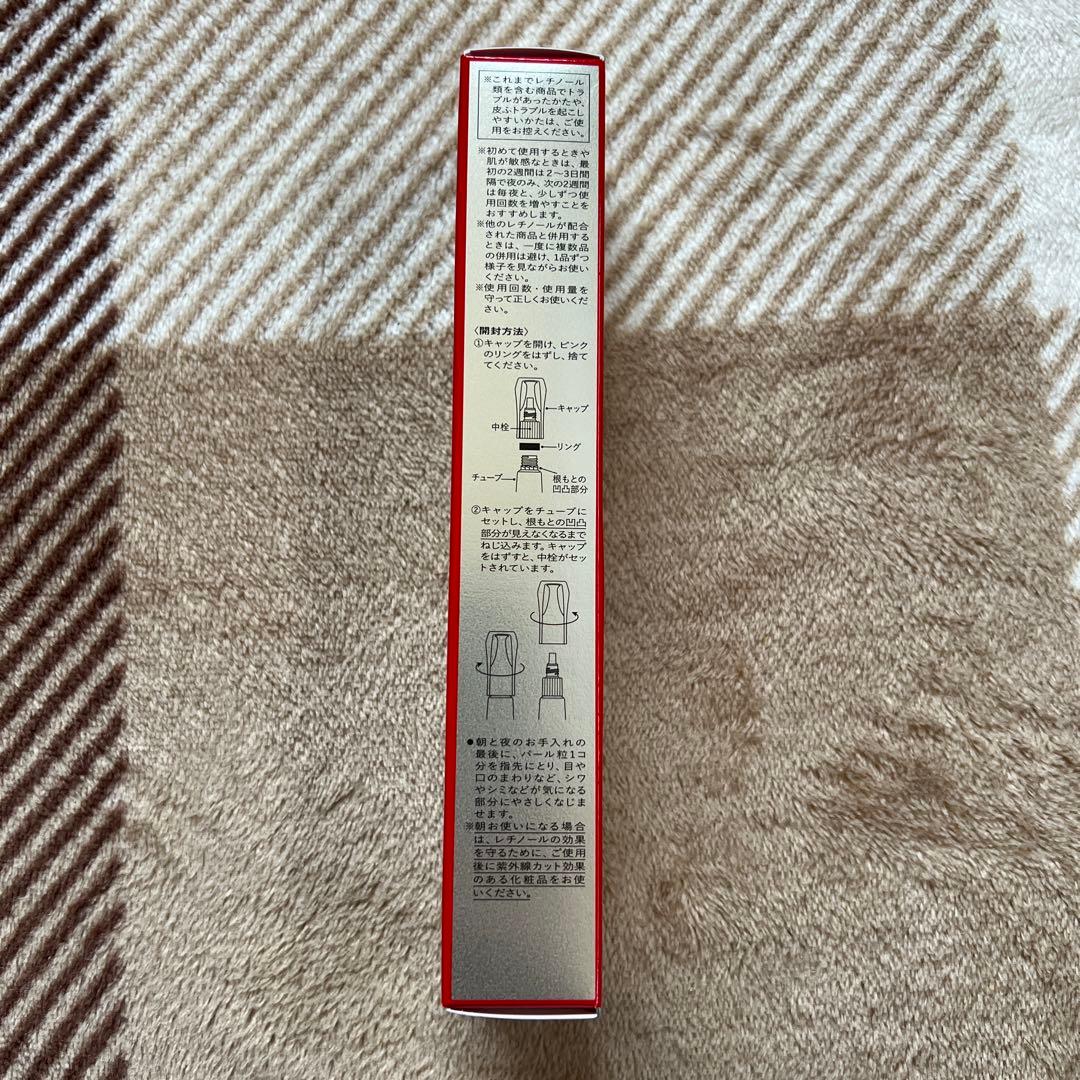 ※これまでレチノール
類を含む商品でトラ
ブルがあったかたや、
皮ふトラブルを起こし
やすいかたは、ご使
用をお控えください。
※初めて使用するときや
肌が敏感なときは、最
初の2週間は2〜3日間
隔で夜のみ、次の2週間
は毎夜と、少しずつ使
用回数を増やすことを
おすすめします。
※他のレチノールが配合
された商品と併用する
ときは、一度に複数品
の併用は避け、1品ずつ
様子を見ながらお使い
ください。
※使用回数・使用量を
守って正しくお使いくだ
さい。
〈開封方法〉
①キャップを開け、ピンク
のリングをはずし、捨て
てください。
キャップ
中栓
リング
チューブ
根もとの
凹凸部分
②キャップをチューブに
セットし、根もとの凹凸
部分が見えなくなるまで
ねじ込みます。キャップ
をはずすと、中栓がセッ
トされています。
●朝と夜のお手入れの
最後に、パール粒1コ
分を指先にとり、目や
口のまわりなど、シワ
やシミなどが気になる
部分にやさしくなじま
せます。
※朝お使いになる場合
は、レチノールの効果
を守るために、ご使用
後に紫外線カット効果
のある化粧品をお使
いください。